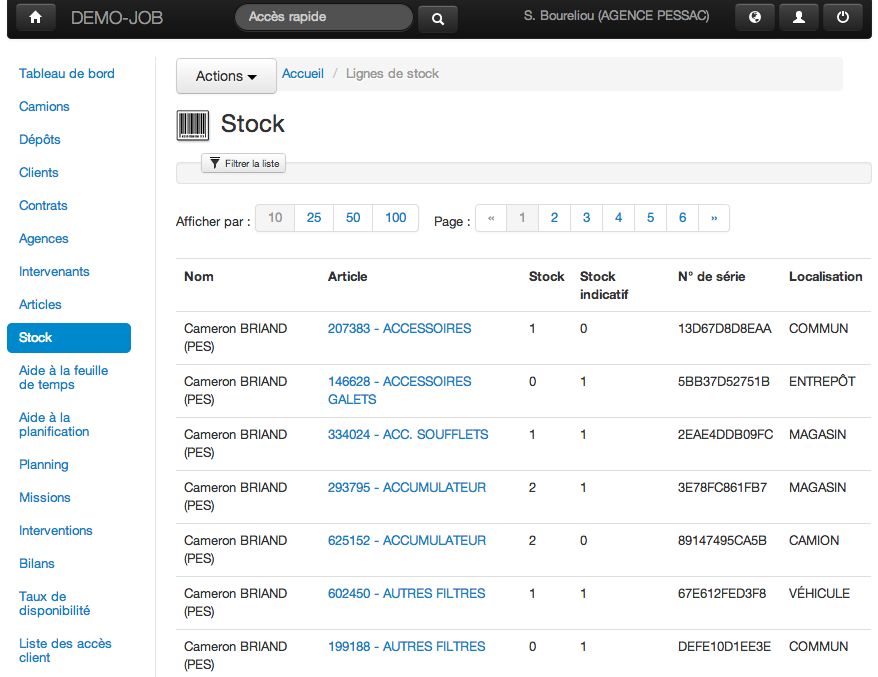 DEMO-JOB
Accès rapide
S. Boureliou (AGENCE PESSAC)
Tableau de bord
Camions
Dépôts
Clients
Contrats
Agences
Intervenants
Articles
Stock
Aide à la feuille
de temps
Aide à la
planification
Planning
Missions
Interventions
Bilans
Taux de
disponibilité
Liste des accès
client
Actions
Accueil / Lignes de stock
Stock
Filtrer la liste
Afficher par : 10 25 50 100 Page : « 1 2 3 4 5 6 »
Nom Article Stock Stock indicatif N° de série Localisation
Cameron BRIAND (PES) 207383 - ACCESSOIRES 1 0 13D67D8D8EAA COMMUN
Cameron BRIAND (PES) 146628 - ACCESSOIRES GALETS 0 1 5BB37D52751B ENTREPÔT
Cameron BRIAND (PES) 334024 - ACC. SOUFFLETS 1 1 2EAE4DDB09FC MAGASIN
Cameron BRIAND (PES) 293795 - ACCUMULATEUR 2 1 3E78FC861FB7 MAGASIN
Cameron BRIAND (PES) 625152 - ACCUMULATEUR 2 0 89147495CA5B CAMION
Cameron BRIAND (PES) 602450 - AUTRES FILTRES 1 1 67E612FED3F8 VÉHICULE
Cameron BRIAND (PES) 199188 - AUTRES FILTRES 0 1 DEFE10D1EE3E COMMUN